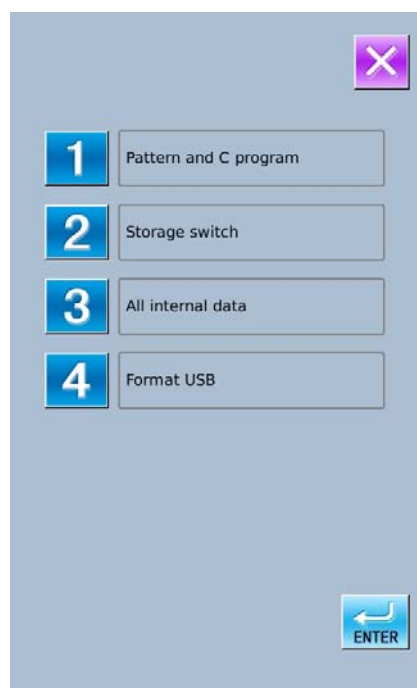 1 Pattern and C program
2 Storage switch
3 All internal data
4 Format USB
ENTER